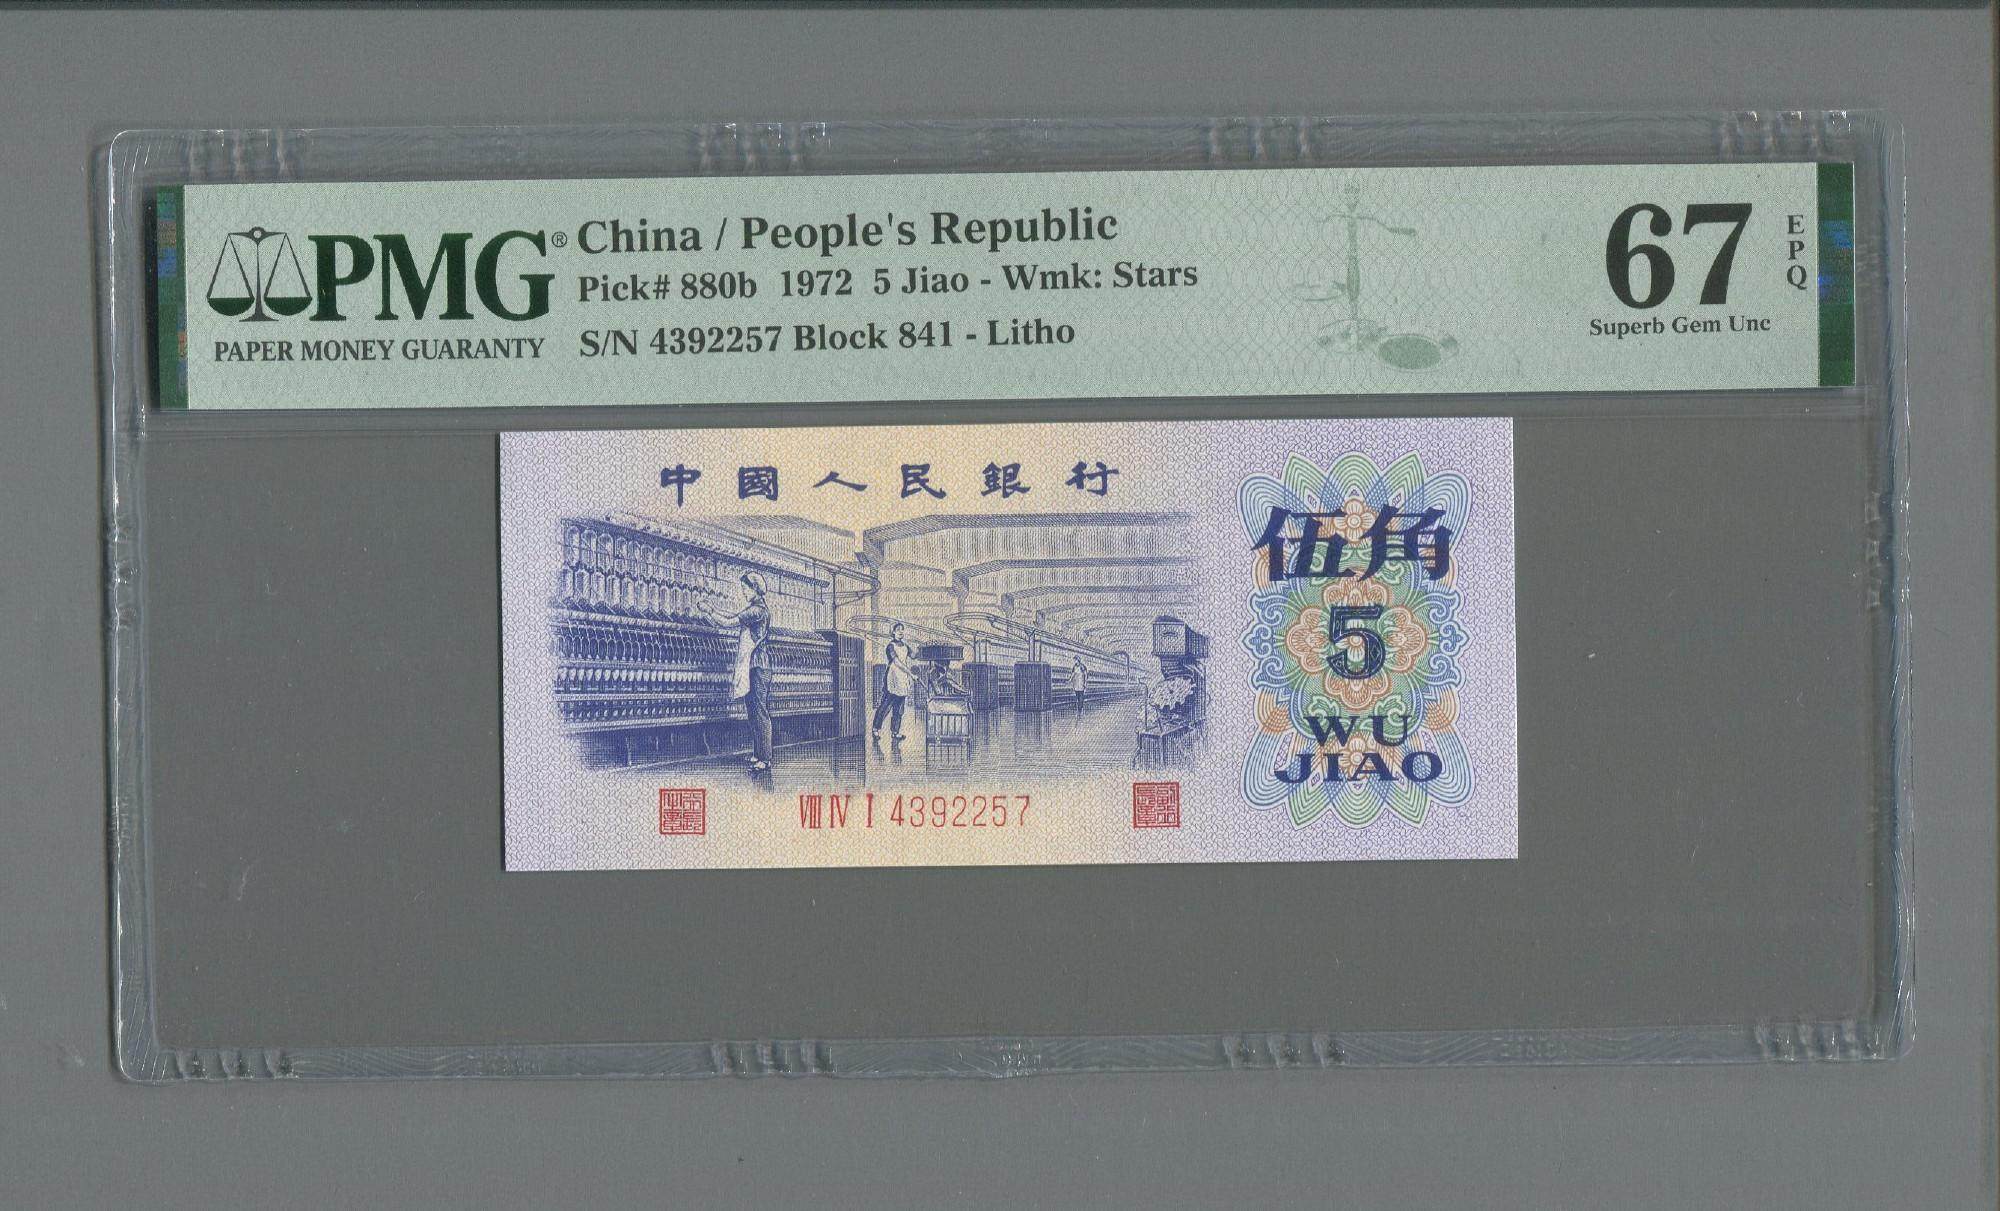 PMG®
PAPER MONEY GUARANTY
China / People's Republic
Pick# 880b 1972 5 Jiao - Wmk: Stars
S/N 4392257 Block 841 - Litho
67
EPQ
Superb Gem Unc
中國人民銀行
伍角
5
WU
JIAO
VIII IV I 4392257